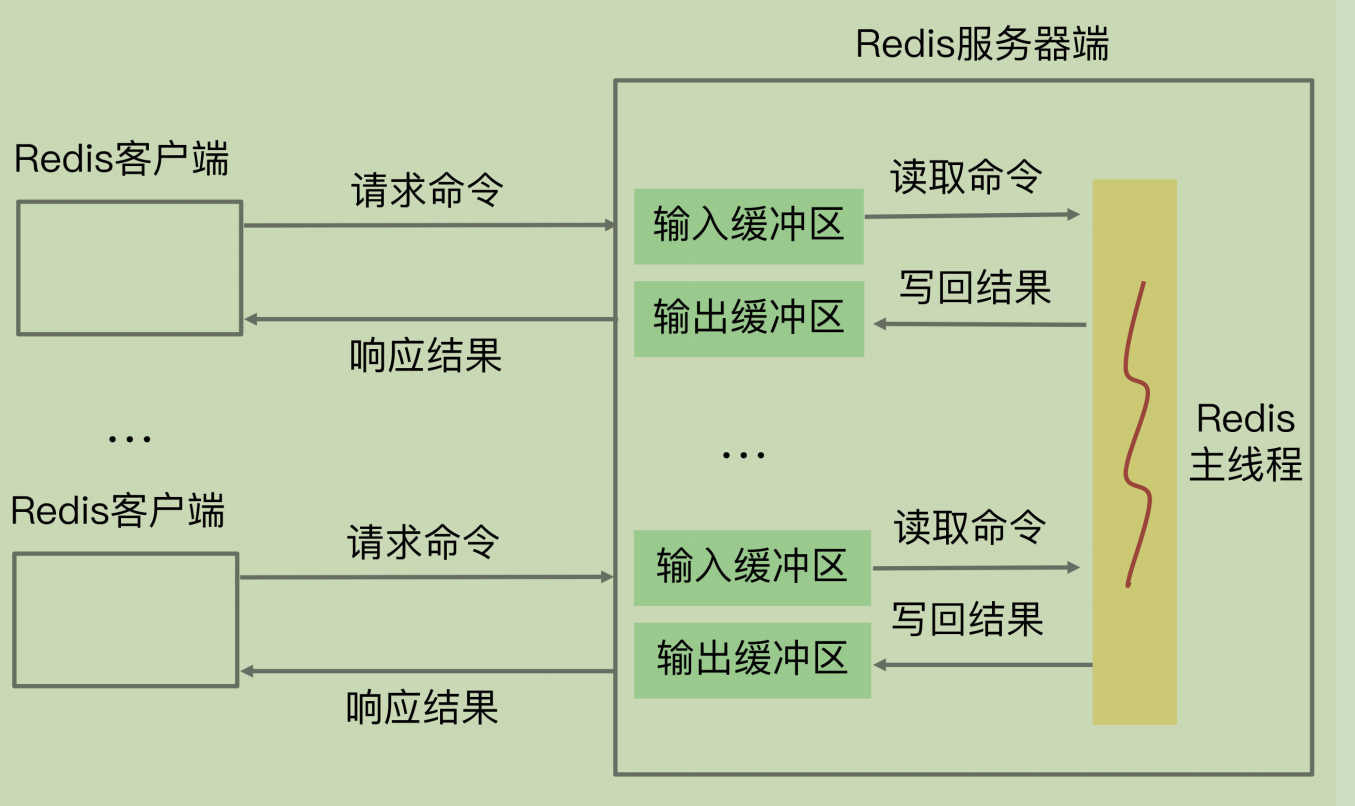 Redis服务器端
Redis客户端
请求命令
输入缓冲区
读取命令
输出缓冲区
写回结果
响应结果
...
...
Redis
主线程
Redis客户端
请求命令
输入缓冲区
读取命令
输出缓冲区
写回结果
响应结果